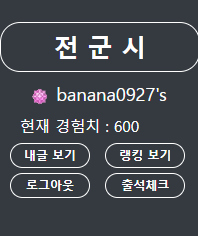 전 군 시
banana0927's
현재 경험치 : 600
내글 보기 랭킹 보기
로그아웃 출석체크